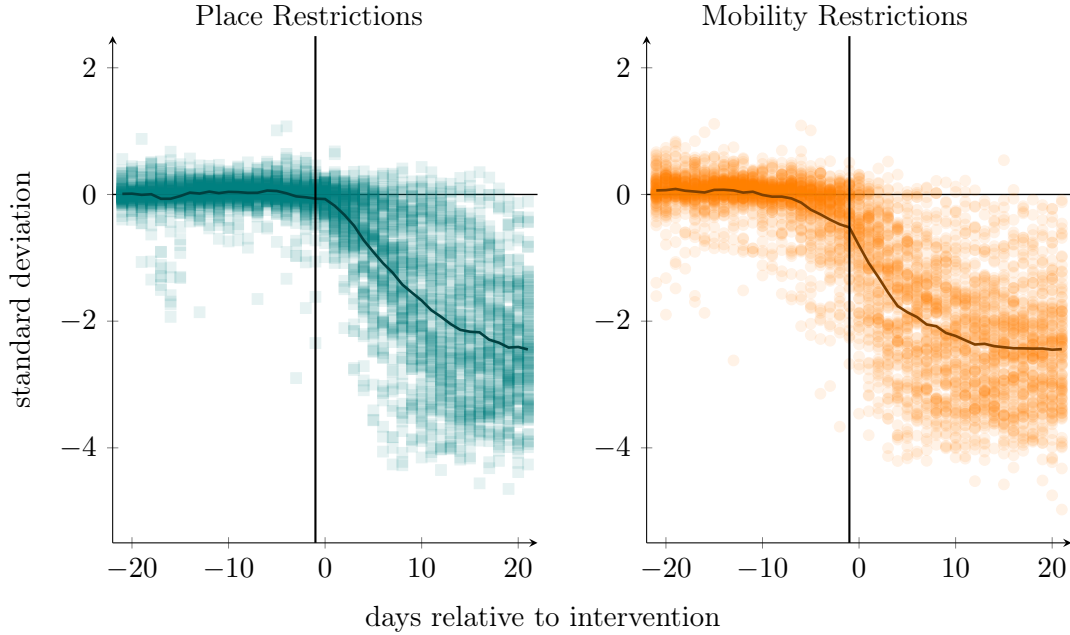 Place Restrictions
Mobility Restrictions
2
0
−2
−4
−20 −10 0 10 20
2
0
−2
−4
−20 −10 0 10 20
standard deviation
days relative to intervention